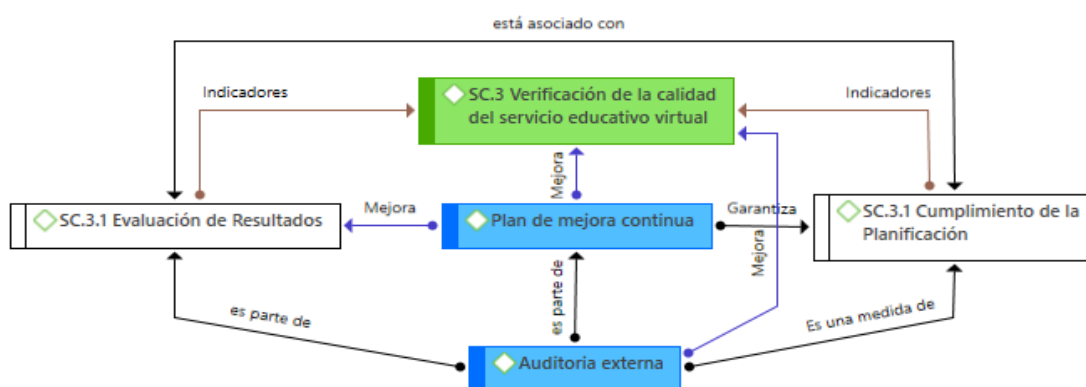 está asociado con
Indicadores
SC.3 Verificación de la calidad
del servicio educativo virtual
Indicadores
Mejora
SC.3.1 Evaluación de Resultados
Mejora
Plan de mejora continua
Garantiza
SC.3.1 Cumplimiento de la
Planificación
Mejora
es parte de
es parte de
Es una medida de
Auditoria externa